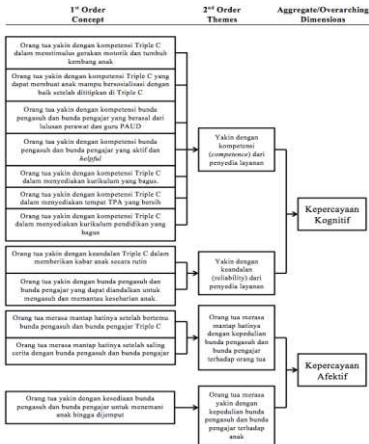 1st Order
Concept
2nd Order
Themes
Aggregate/Overarching
Dimensions
Orang tua yakin dengan kompetensi Triple C
dalam menstimulus gerakan motorik dan tumbuh
kembang anak
Orang tua yakin dengan kompetensi Triple C yang
dapat membuat anak mampu bersosialisasi dengan
baik setelah dititipkan di Triple C
Orang tua yakin dengan kompetensi bunda
pengasuh dan bunda pengajar yang berasal dari
lulusan perawat dan guru PAUD
Orang tua yakin dengan kompetensi bunda
pengasuh dan bunda pengajar yang aktif dan
helpful
Orang tua yakin dengan kompetensi Triple C
dalam menyediakan kurikulum yang bagus.
Orang tua yakin dengan kompetensi Triple C
dalam menyediakan tempat TPA yang bersih
Orang tua yakin dengan kompetensi Triple C
dalam menyediakan kurikulum pendidikan yang
bagus
Yakin dengan
kompetensi
(competence) dari
penyedia layanan
Kepercayaan
Kognitif
Orang tua yakin dengan keandalan Triple C dalam
memberikan kabar anak secara rutin
Orang tua yakin dengan bunda pengasuh dan
bunda pengajar yang dapat diandalkan untuk
mengasuh dan memantau keseharian anak.
Yakin dengan
keandalan
(reliability) dari
penyedia layanan
Orang tua merasa mantap hatinya setelah bertemu
bunda pengasuh dan bunda pengajar Triple C
Orang tua merasa mantap hatinya setelah saling
cerita dengan bunda pengasuh dan bunda pengajar
Orang tua merasa
mantap hatinya
dengan kepedulian
bunda pengasuh
dan bunda
pengajar
terhadap orang tua
Kepercayaan
Afektif
Orang tua yakin dengan kesediaan bunda
pengasuh dan bunda pengajar untuk menemani
anak hingga dijemput
Orang tua merasa
yakin dengan
kepedulian bunda
pengasuh dan bunda
pengajar terhadap
anak